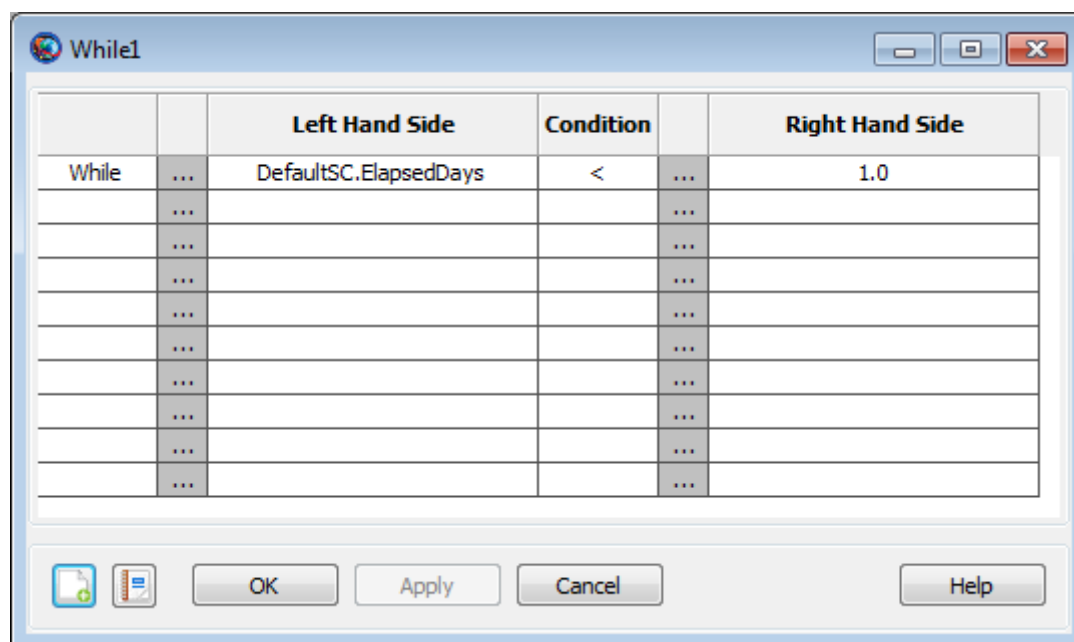 While1
Left Hand Side Condition Right Hand Side
While ... DefaultSC.ElapsedDays < ... 1.0
... ...
... ...
... ...
... ...
... ...
... ...
... ...
... ...
OK Apply Cancel Help